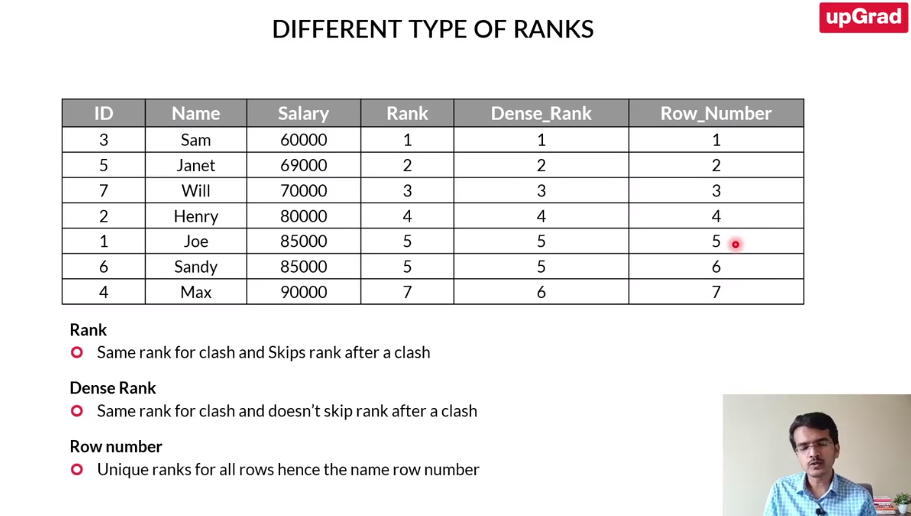 DIFFERENT TYPE OF RANKS
upGrad
ID Name Salary Rank Dense_Rank Row_Number
3 Sam 60000 1 1 1
5 Janet 69000 2 2 2
7 Will 70000 3 3 3
2 Henry 80000 4 4 4
1 Joe 85000 5 5 5
6 Sandy 85000 5 5 6
4 Max 90000 7 6 7
Rank
Same rank for clash and Skips rank after a clash
Dense Rank
Same rank for clash and doesn't skip rank after a clash
Row number
Unique ranks for all rows hence the name row number